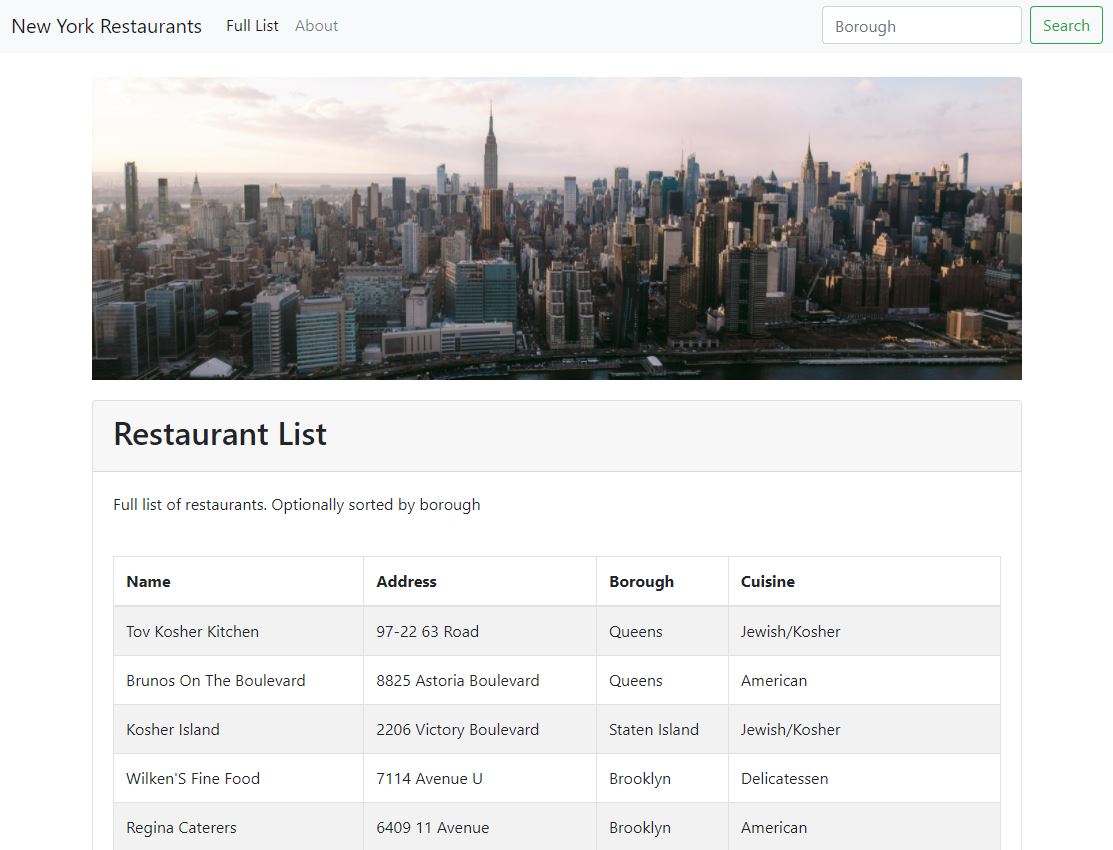 New York Restaurants Full List About Borough Search
Restaurant List
Full list of restaurants. Optionally sorted by borough
Name Address Borough Cuisine
Tov Kosher Kitchen 97-22 63 Road Queens Jewish/Kosher
Brunos On The Boulevard 8825 Astoria Boulevard Queens American
Kosher Island 2206 Victory Boulevard Staten Island Jewish/Kosher
Wilken'S Fine Food 7114 Avenue U Brooklyn Delicatessen
Regina Caterers 6409 11 Avenue Brooklyn American